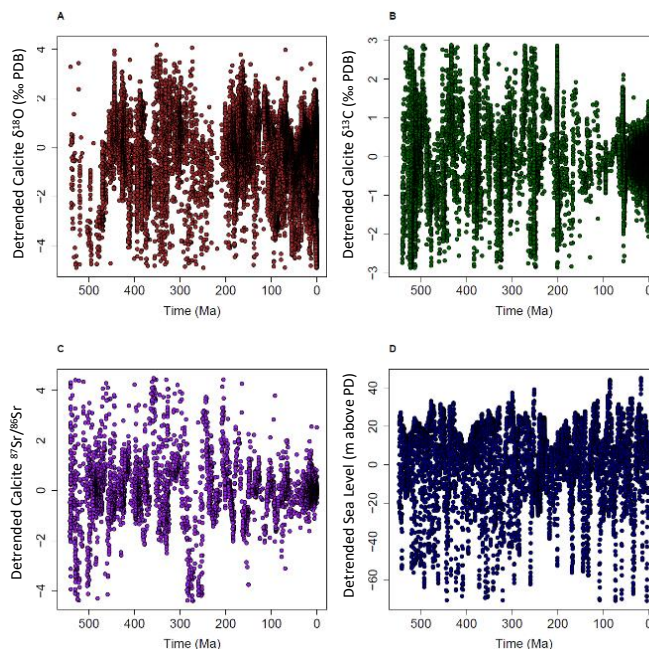 A
Detrended Calcite δ¹⁸O (‰ PDB)
4
2
0
−2
−4
500 400 300 200 100 0
Time (Ma)
B
Detrended Calcite δ¹³C (‰ PDB)
3
2
1
0
−1
−2
−3
500 400 300 200 100 0
Time (Ma)
C
Detrended Calcite ⁸⁷Sr/⁸⁶Sr
4
2
0
−2
−4
500 400 300 200 100 0
Time (Ma)
D
Detrended Sea Level (m above PD)
40
20
0
−20
−60
500 400 300 200 100 0
Time (Ma)